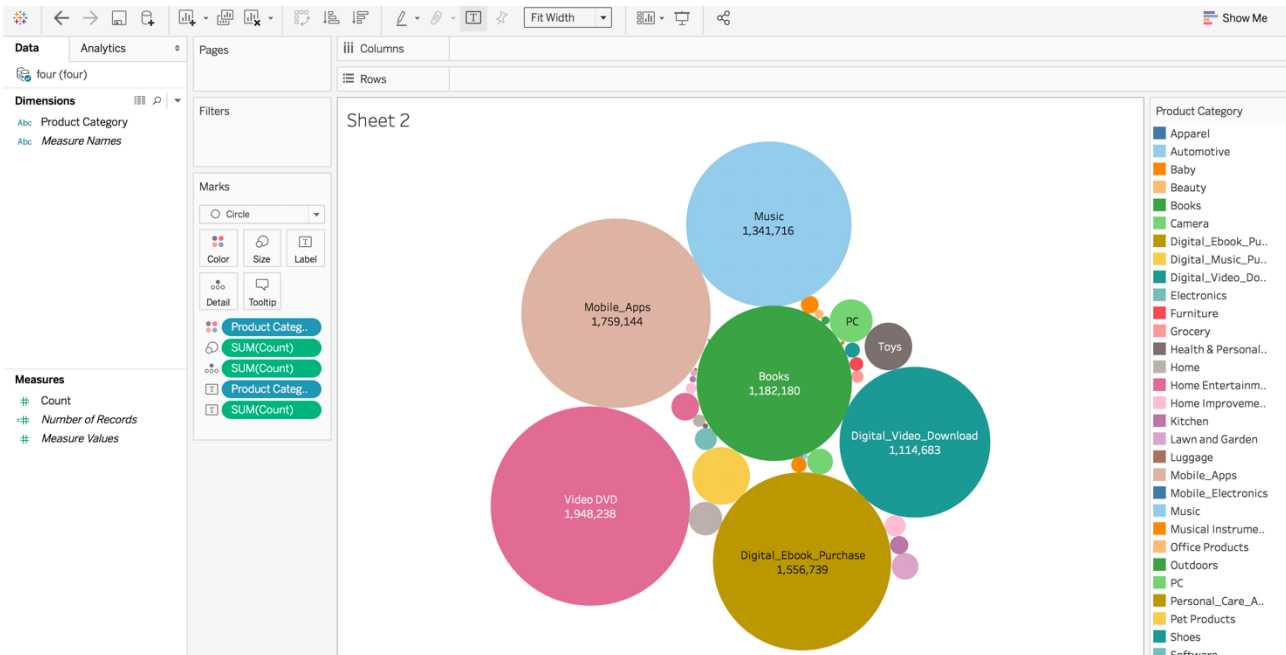 Fit Width
Show Me
Data
Analytics
Pages
Columns
four (four)
Rows
Dimensions
Filters
Abc Product Category
Abc Measure Names
Sheet 2
Product Category
Apparel
Automotive
Baby
Beauty
Books
Camera
Digital_Ebook_Pu..
Digital_Music_Pu..
Digital_Video_Do..
Electronics
Furniture
Grocery
Health & Personal..
Home
Home Entertainm..
Home Improveme..
Kitchen
Lawn and Garden
Luggage
Mobile_Apps
Mobile_Electronics
Music
Musical Instrume..
Office Products
Outdoors
PC
Personal_Care_A..
Pet Products
Shoes
Software
Marks
Circle
Color
Size
Label
Detail
Tooltip
Product Categ..
SUM(Count)
SUM(Count)
Product Categ..
SUM(Count)
Measures
Count
Number of Records
Measure Values
Music
1,341,716
Mobile_Apps
1,759,144
PC
Toys
Books
1,182,180
Digital_Video_Download
1,114,683
Video DVD
1,948,238
Digital_Ebook_Purchase
1,556,739